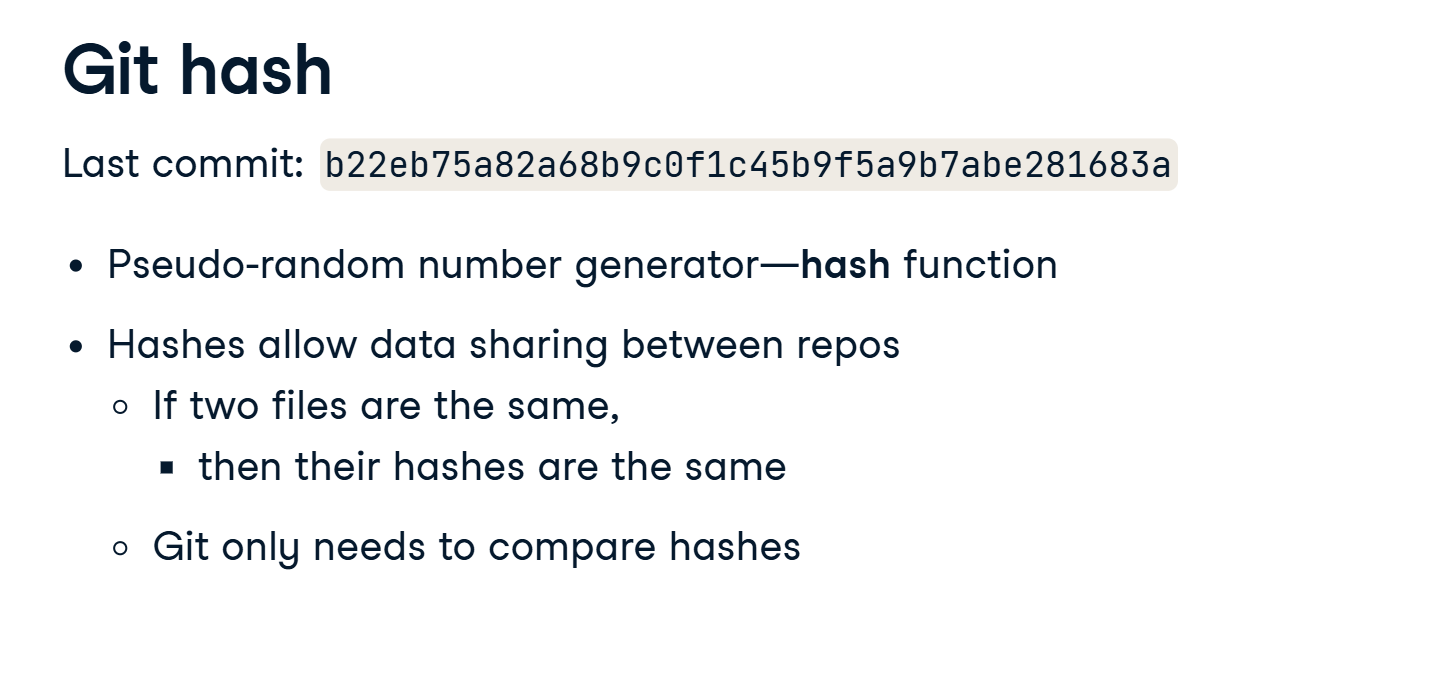 Git hash
Last commit: b22eb75a82a68b9c0f1c45b9f5a9b7abe281683a
• Pseudo-random number generator—hash function
• Hashes allow data sharing between repos
○ If two files are the same,
▪ then their hashes are the same
○ Git only needs to compare hashes